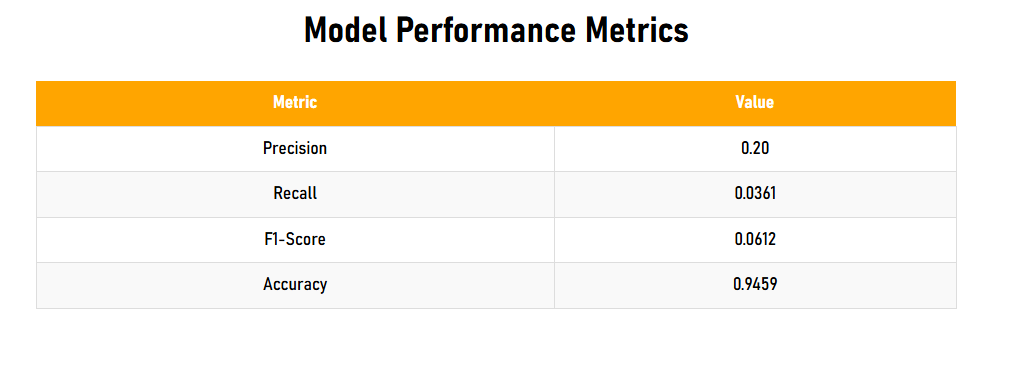 Model Performance Metrics
Metric Value
Precision 0.20
Recall 0.0361
F1-Score 0.0612
Accuracy 0.9459